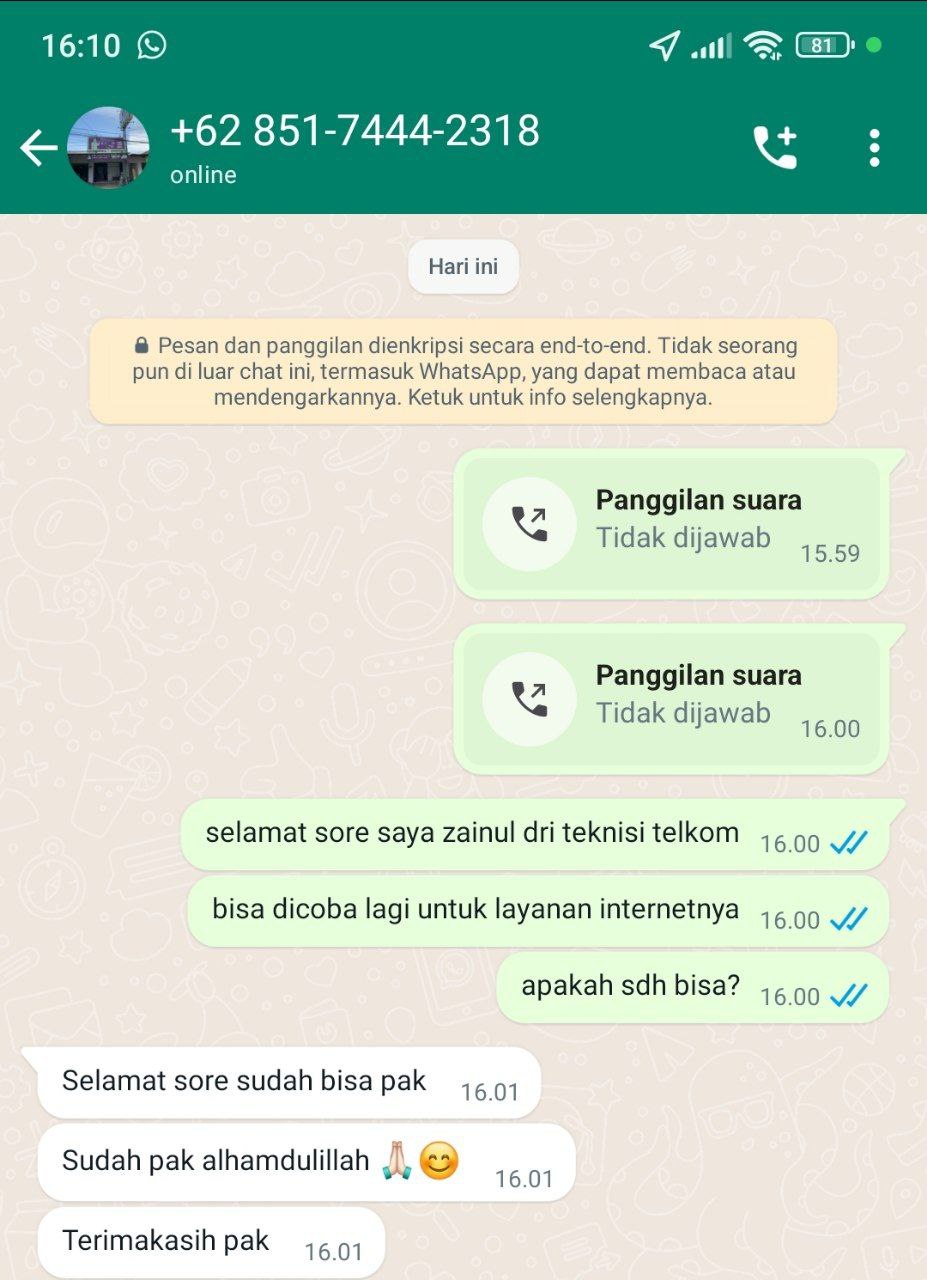 16:10
81
+62 851-7444-2318
online
Hari ini
Pesan dan panggilan dienkripsi secara end-to-end. Tidak seorang
pun di luar chat ini, termasuk WhatsApp, yang dapat membaca atau
mendengarkannya. Ketuk untuk info selengkapnya.
Panggilan suara
Tidak dijawab 15.59
Panggilan suara
Tidak dijawab 16.00
selamat sore saya zainul dri teknisi telkom 16.00
bisa dicoba lagi untuk layanan internetnya 16.00
apakah sdh bisa? 16.00
Selamat sore sudah bisa pak 16.01
Sudah pak alhamdulillah 🙏🏻😊 16.01
Terimakasih pak 16.01